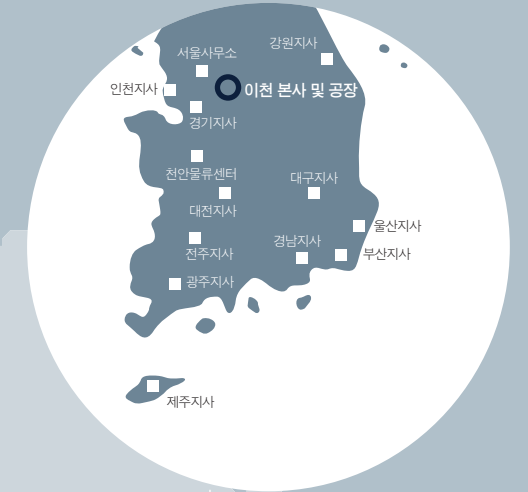 강원지사
서울사무소
인천지사
이천 본사 및 공장
경기지사
천안물류센터
대구지사
대전지사
울산지사
경남지사
전주지사
부산지사
광주지사
제주지사